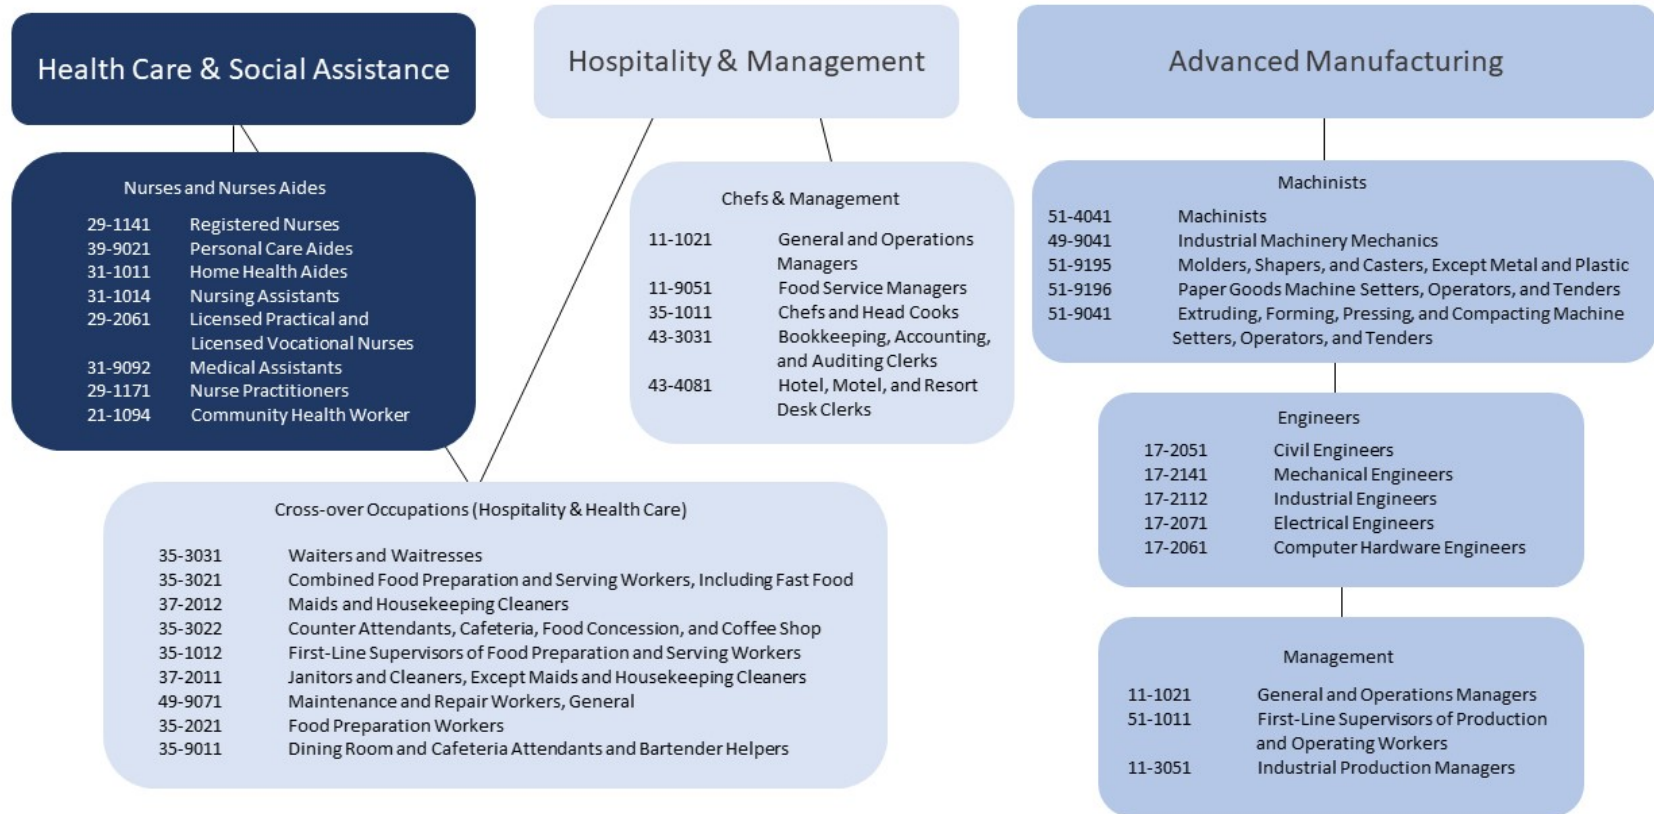 Health Care & Social Assistance
Hospitality & Management
Advanced Manufacturing
Nurses and Nurses Aides
29-1141 Registered Nurses
39-9021 Personal Care Aides
31-1011 Home Health Aides
31-1014 Nursing Assistants
29-2061 Licensed Practical and
Licensed Vocational Nurses
31-9092 Medical Assistants
29-1171 Nurse Practitioners
21-1094 Community Health Worker
Chefs & Management
11-1021 General and Operations
Managers
11-9051 Food Service Managers
35-1011 Chefs and Head Cooks
43-3031 Bookkeeping, Accounting,
and Auditing Clerks
43-4081 Hotel, Motel, and Resort
Desk Clerks
Cross-over Occupations (Hospitality & Health Care)
35-3031 Waiters and Waitresses
35-3021 Combined Food Preparation and Serving Workers, Including Fast Food
37-2012 Maids and Housekeeping Cleaners
35-3022 Counter Attendants, Cafeteria, Food Concession, and Coffee Shop
35-1012 First-Line Supervisors of Food Preparation and Serving Workers
37-2011 Janitors and Cleaners, Except Maids and Housekeeping Cleaners
49-9071 Maintenance and Repair Workers, General
35-2021 Food Preparation Workers
35-9011 Dining Room and Cafeteria Attendants and Bartender Helpers
Machinists
51-4041 Machinists
49-9041 Industrial Machinery Mechanics
51-9195 Molders, Shapers, and Casters, Except Metal and Plastic
51-9196 Paper Goods Machine Setters, Operators, and Tenders
51-9041 Extruding, Forming, Pressing, and Compacting Machine
Setters, Operators, and Tenders
Engineers
17-2051 Civil Engineers
17-2141 Mechanical Engineers
17-2112 Industrial Engineers
17-2071 Electrical Engineers
17-2061 Computer Hardware Engineers
Management
11-1021 General and Operations Managers
51-1011 First-Line Supervisors of Production
and Operating Workers
11-3051 Industrial Production Managers